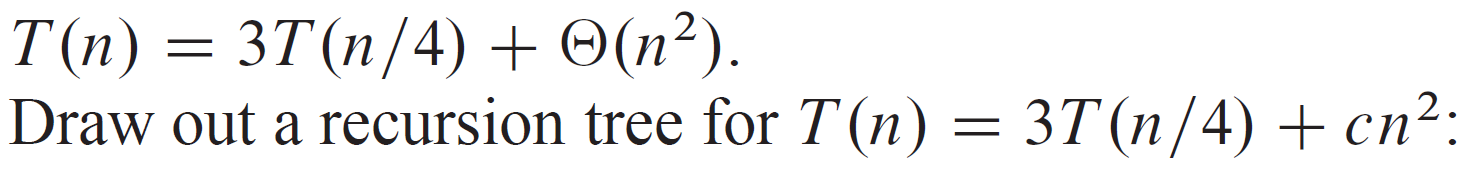 T(n) = 3T(n/4) + Θ(n²).
Draw out a recursion tree for T(n) = 3T(n/4) + cn²: